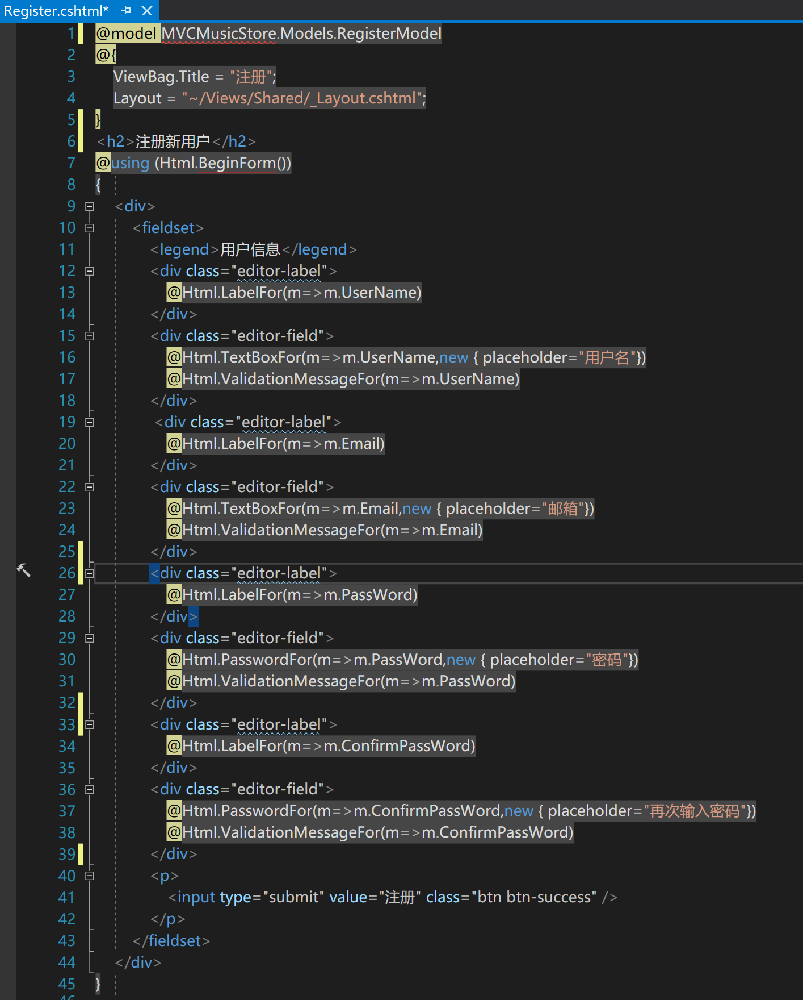 Register.cshtml*
1 @model MVCMusicStore.Models.RegisterModel
2 @{
3 ViewBag.Title = "注册";
4 Layout = "~/Views/Shared/_Layout.cshtml";
5 }
6 <h2>注册新用户</h2>
7 @using (Html.BeginForm())
8 {
9 <div>
10 <fieldset>
11 <legend>用户信息</legend>
12 <div class="editor-label">
13 @Html.LabelFor(m=>m.UserName)
14 </div>
15 <div class="editor-field">
16 @Html.TextBoxFor(m=>m.UserName,new { placeholder="用户名"})
17 @Html.ValidationMessageFor(m=>m.UserName)
18 </div>
19 <div class="editor-label">
20 @Html.LabelFor(m=>m.Email)
21 </div>
22 <div class="editor-field">
23 @Html.TextBoxFor(m=>m.Email,new { placeholder="邮箱"})
24 @Html.ValidationMessageFor(m=>m.Email)
25 </div>
26 <div class="editor-label">
27 @Html.LabelFor(m=>m.PassWord)
28 </div>
29 <div class="editor-field">
30 @Html.PasswordFor(m=>m.PassWord,new { placeholder="密码"})
31 @Html.ValidationMessageFor(m=>m.PassWord)
32 </div>
33 <div class="editor-label">
34 @Html.LabelFor(m=>m.ConfirmPassWord)
35 </div>
36 <div class="editor-field">
37 @Html.PasswordFor(m=>m.ConfirmPassWord,new { placeholder="再次输入密码"})
38 @Html.ValidationMessageFor(m=>m.ConfirmPassWord)
39 </div>
40 <p>
41 <input type="submit" value="注册" class="btn btn-success" />
42 </p>
43 </fieldset>
44 </div>
45 }
46